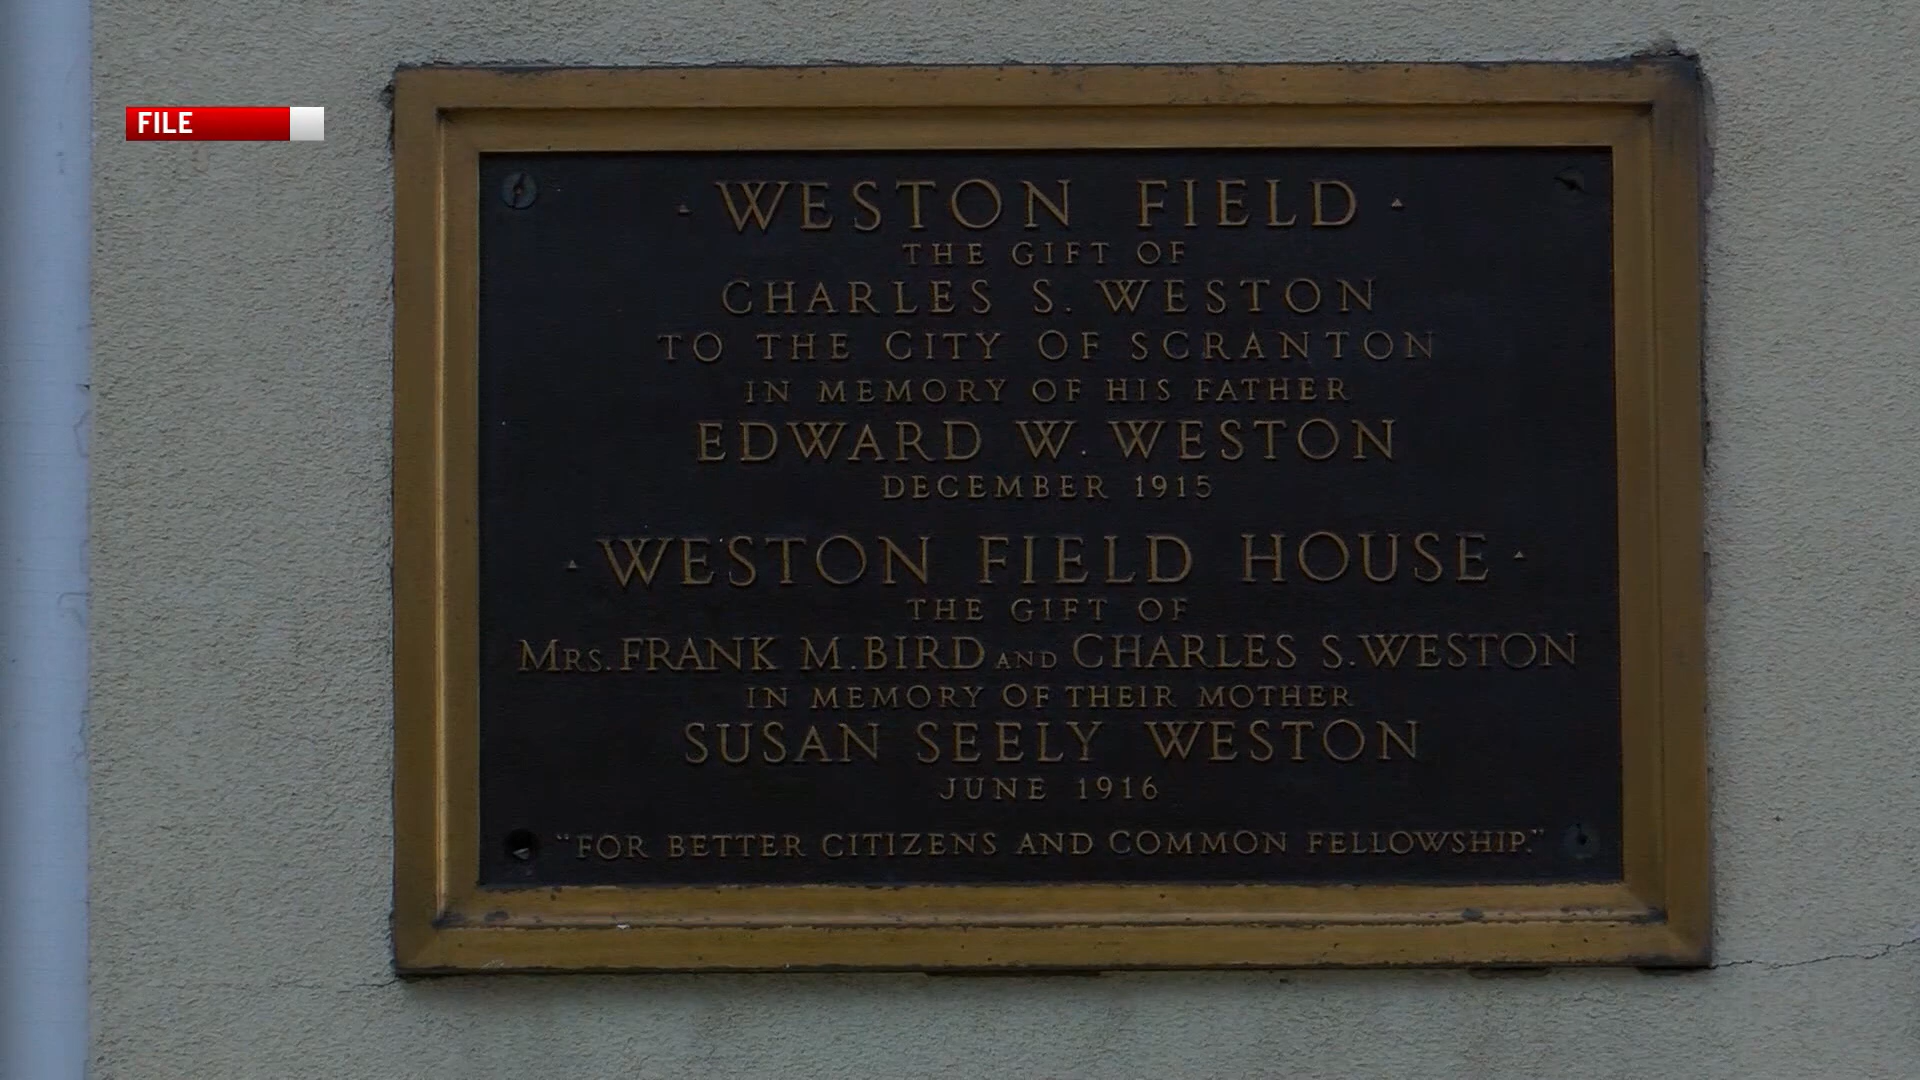 FILE
WESTON FIELD
THE GIFT OF
CHARLES S. WESTON
TO THE CITY OF SCRANTON
IN MEMORY OF HIS FATHER
EDWARD W. WESTON
DECEMBER 1915
WESTON FIELD HOUSE
THE GIFT OF
MRS. FRANK M. BIRD AND CHARLES S. WESTON
IN MEMORY OF THEIR MOTHER
SUSAN SEELY WESTON
JUNE 1916
"FOR BETTER CITIZENS AND COMMON FELLOWSHIP."